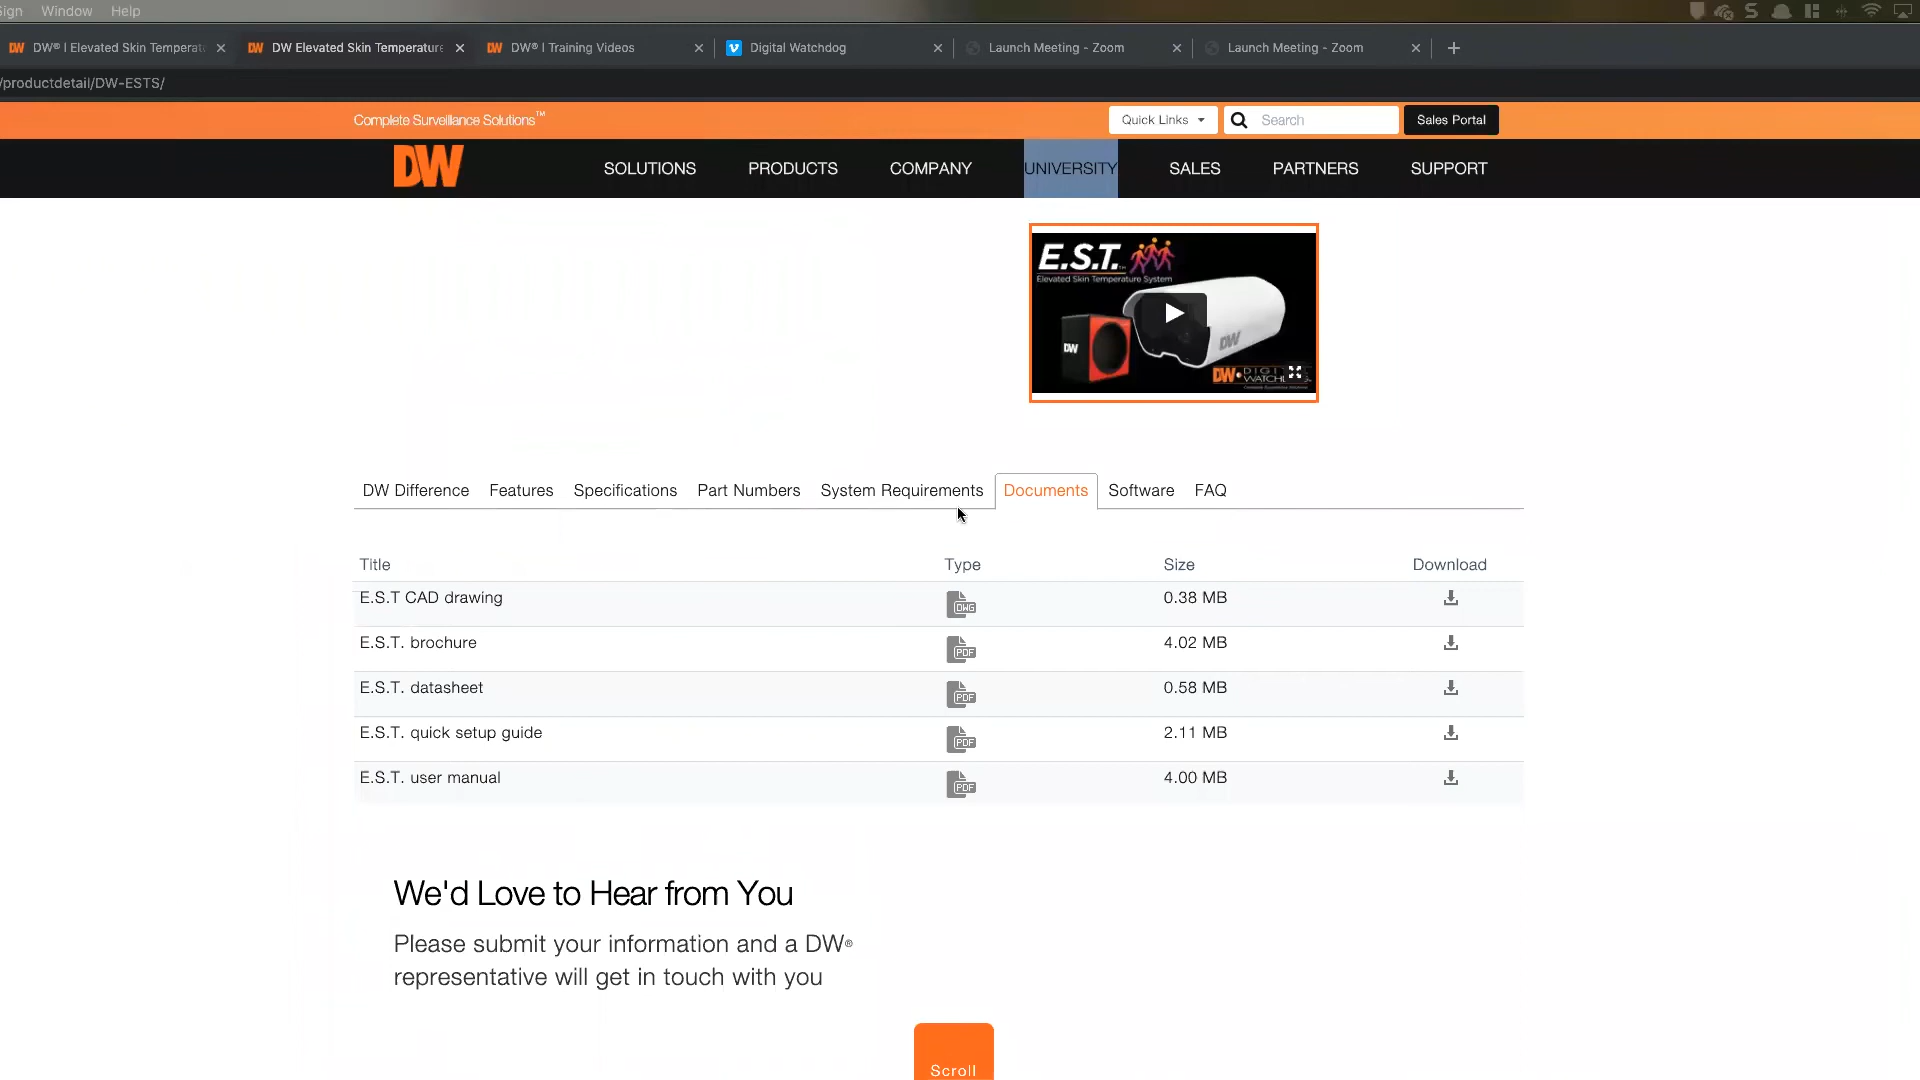 Window Help
DW® | Elevated Skin Temperat
DW Elevated Skin Temperature
DW® | Training Videos
Digital Watchdog
Launch Meeting - Zoom
Launch Meeting - Zoom
/productdetail/DW-ESTS/
Complete Surveillance Solutions™
Quick Links
Search
Sales Portal
DW
SOLUTIONS
PRODUCTS
COMPANY
UNIVERSITY
SALES
PARTNERS
SUPPORT
E.S.T.
Elevated Skin Temperature System
DW
DW
DW
DW Difference
Features
Specifications
Part Numbers
System Requirements
Documents
Software
FAQ
Title Type Size Download
E.S.T CAD drawing DWG 0.38 MB
E.S.T. brochure PDF 4.02 MB
E.S.T. datasheet PDF 0.58 MB
E.S.T. quick setup guide PDF 2.11 MB
E.S.T. user manual PDF 4.00 MB
We'd Love to Hear from You
Please submit your information and a DW®
representative will get in touch with you
Scroll